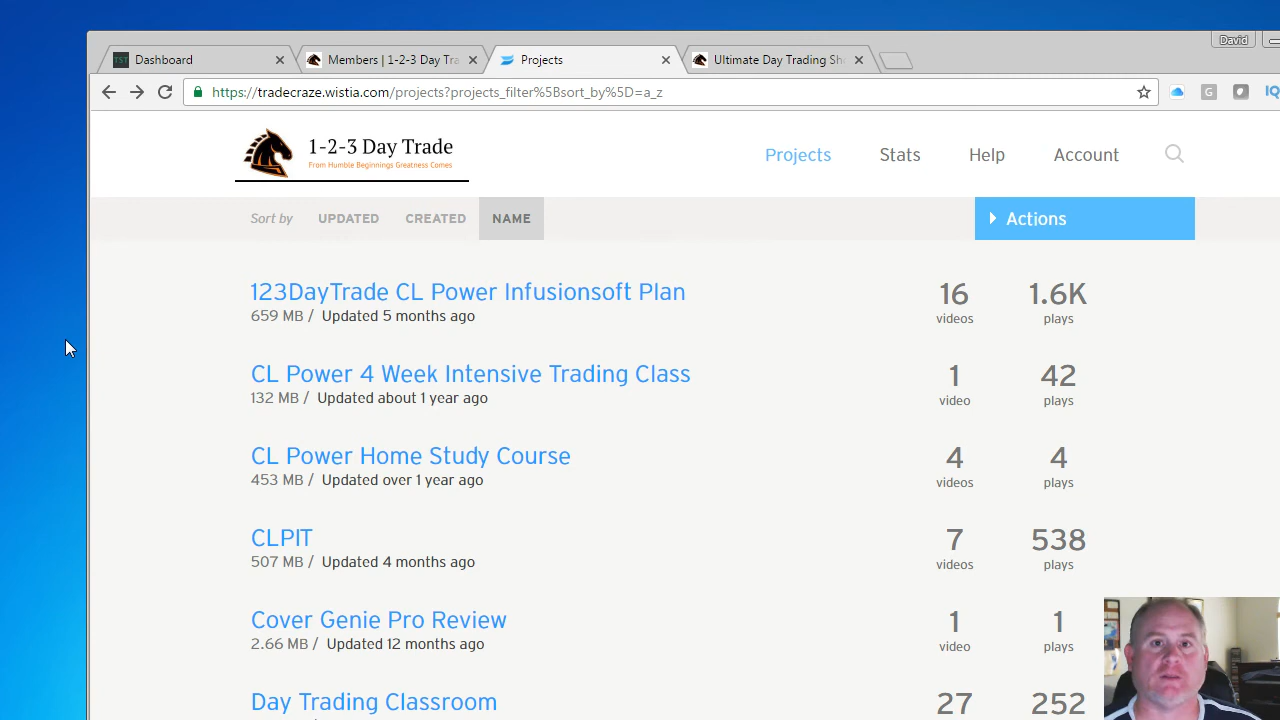 David
Dashboard
Members | 1-2-3 Day Tra
Projects
Ultimate Day Trading Sh
https://tradecraze.wistia.com/projects?projects_filter%5Bsort_by%5D=a_z
G
IQ
1-2-3 Day Trade
From Humble Beginnings Greatness Comes
Projects Stats Help Account
Sort by UPDATED CREATED NAME
Actions
123DayTrade CL Power Infusionsoft Plan 16 1.6K
659 MB / Updated 5 months ago videos plays
CL Power 4 Week Intensive Trading Class 1 42
132 MB / Updated about 1 year ago video plays
CL Power Home Study Course 4 4
453 MB / Updated over 1 year ago videos plays
CLPIT 7 538
507 MB / Updated 4 months ago videos plays
Cover Genie Pro Review 1 1
2.66 MB / Updated 12 months ago video plays
Day Trading Classroom 27 252